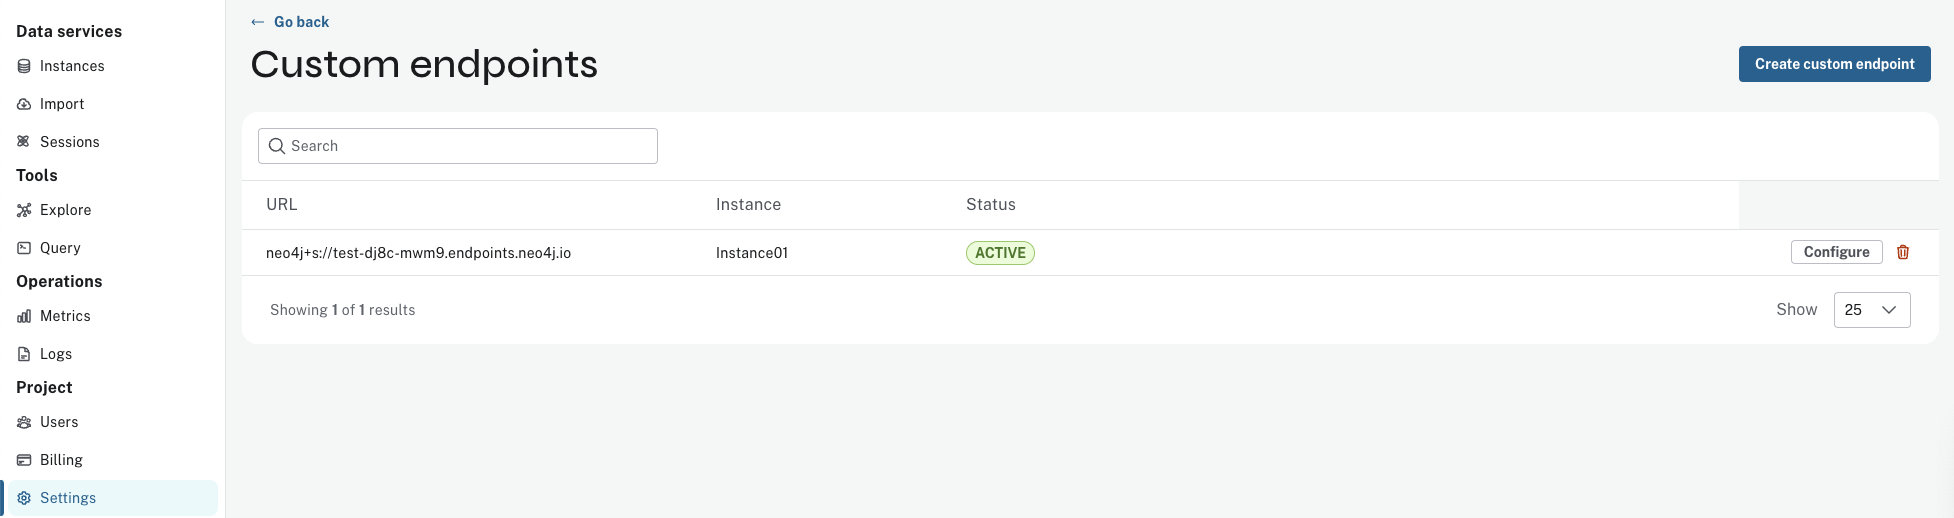 Data services
Instances
Import
Sessions
Tools
Explore
Query
Operations
Metrics
Logs
Project
Users
Billing
Settings
Go back
Custom endpoints
Create custom endpoint
Search
URL Instance Status
neo4j+s://test-dj8c-mwm9.endpoints.neo4j.io Instance01 ACTIVE Configure
Showing 1 of 1 results Show 25